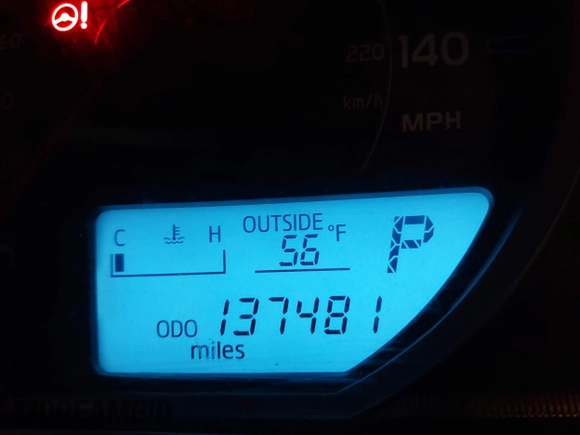 !
220 140
km/h
MPH
C H OUTSIDE
56 °F P
ODO 137481
miles